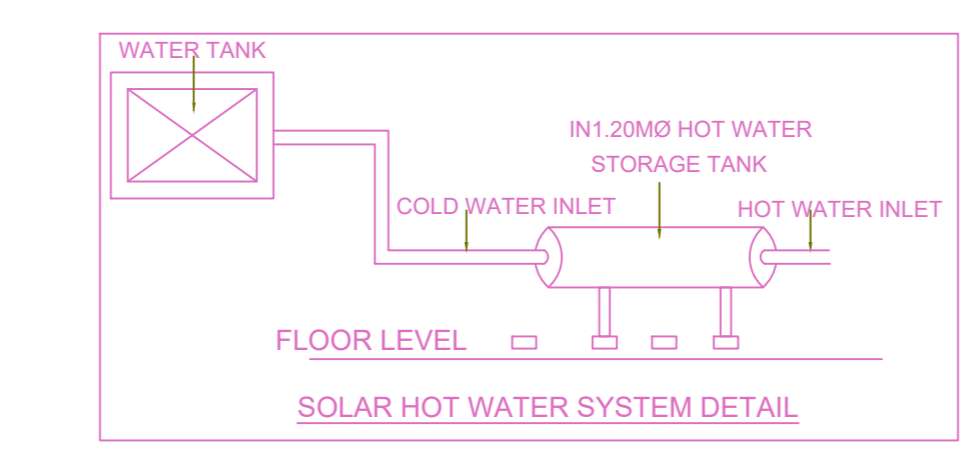 WATER TANK
IN1.20MØ HOT WATER
STORAGE TANK
COLD WATER INLET
HOT WATER INLET
FLOOR LEVEL
SOLAR HOT WATER SYSTEM DETAIL